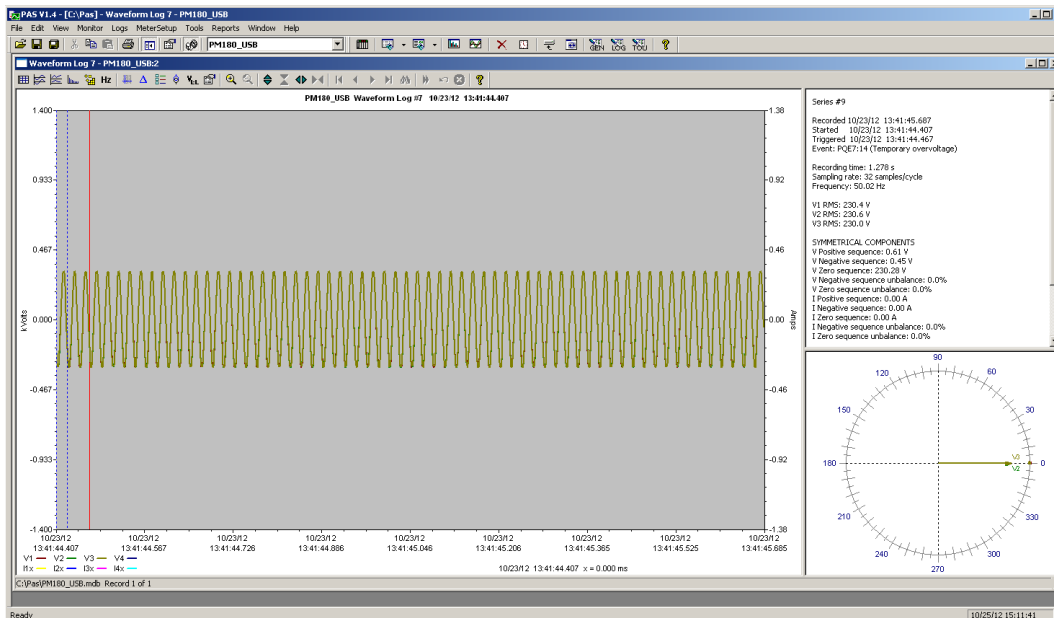 PAS V1.4 - [C:\Pas] - Waveform Log 7 - PM180_USB
File Edit View Monitor Logs MeterSetup Tools Reports Window Help
PM180_USB
GEN LOG TOU
Waveform Log 7 - PM180_USB:2
Hz
PM180_USB Waveform Log #7 10/23/12 13:41:44.407
1.400
0.933
0.467
0.000
-0.467
-0.933
-1.400
kVolts
1.38
0.92
0.46
0.00
-0.46
-0.92
-1.38
Amps
10/23/12 10/23/12 10/23/12 10/23/12 10/23/12 10/23/12 10/23/12 10/23/12 10/23/12
13:41:44.407 13:41:44.567 13:41:44.726 13:41:44.886 13:41:45.046 13:41:45.206 13:41:45.365 13:41:45.525 13:41:45.685
V1 V2 V3 V4
I1x I2x I3x I4x
10/23/12 13:41:44.407 x = 0.000 ms
Series #9
Recorded 10/23/12 13:41:45.687
Started 10/23/12 13:41:44.407
Triggered 10/23/12 13:41:44.467
Event: PQE7:14 (Temporary overvoltage)
Recording time: 1.278 s
Sampling rate: 32 samples/cycle
Frequency: 50.02 Hz
V1 RMS: 230.4 V
V2 RMS: 230.6 V
V3 RMS: 230.0 V
SYMMETRICAL COMPONENTS
V Positive sequence: 0.61 V
V Negative sequence: 0.45 V
V Zero sequence: 230.28 V
V Negative sequence unbalance: 0.0%
V Zero sequence unbalance: 0.0%
I Positive sequence: 0.00 A
I Negative sequence: 0.00 A
I Zero sequence: 0.00 A
I Negative sequence unbalance: 0.0%
I Zero sequence unbalance: 0.0%
90
120 60
150 30
180 V3 0
V2
210 330
240 300
270
C:\Pas\PM180_USB.mdb Record 1 of 1
Ready
10/25/12 15:11:41